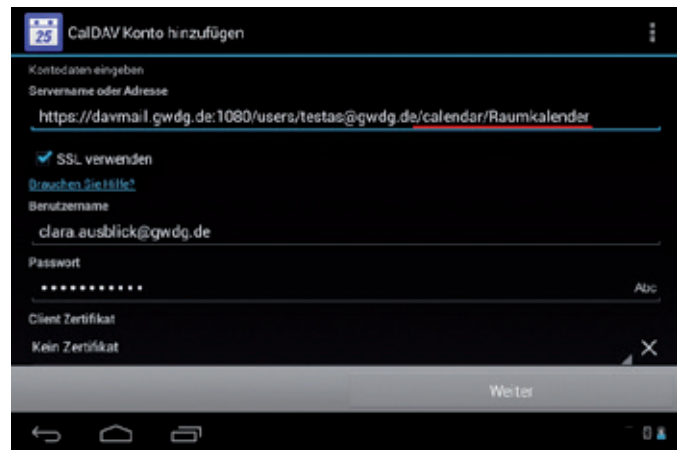 25 CalDAV Konto hinzufügen
Kontodaten eingeben
Servername oder Adresse
https://davmail.gwdg.de:1080/users/testas@gwdg.de/calendar/Raumkalender
SSL verwenden
Brauchen Sie Hilfe?
Benutzername
clara.ausblick@gwdg.de
Passwort
•••••••••••
Abc
Client Zertifikat
Kein Zertifikat
Weiter